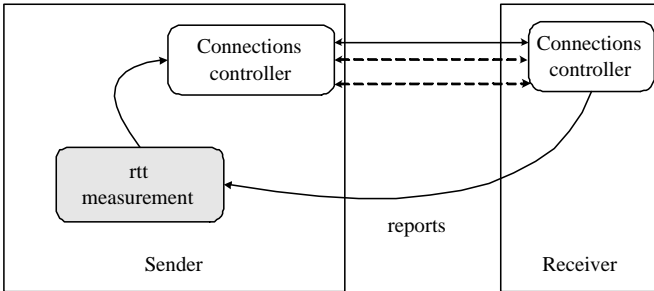 Connections
controller
Connections
controller
rtt
measurement
reports
Sender
Receiver